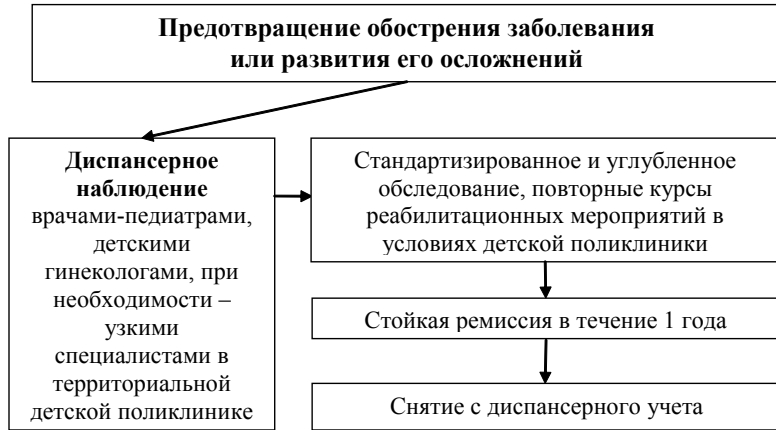 Предотвращение обострения заболевания
или развития его осложнений
Диспансерное
наблюдение
врачами-педиатрами,
детскими
гинекологами, при
необходимости –
узкими
специалистами в
территориальной
детской поликлинике
Стандартизированное и углубленное
обследование, повторные курсы
реабилитационных мероприятий в
условиях детской поликлиники
Стойкая ремиссия в течение 1 года
Снятие с диспансерного учета